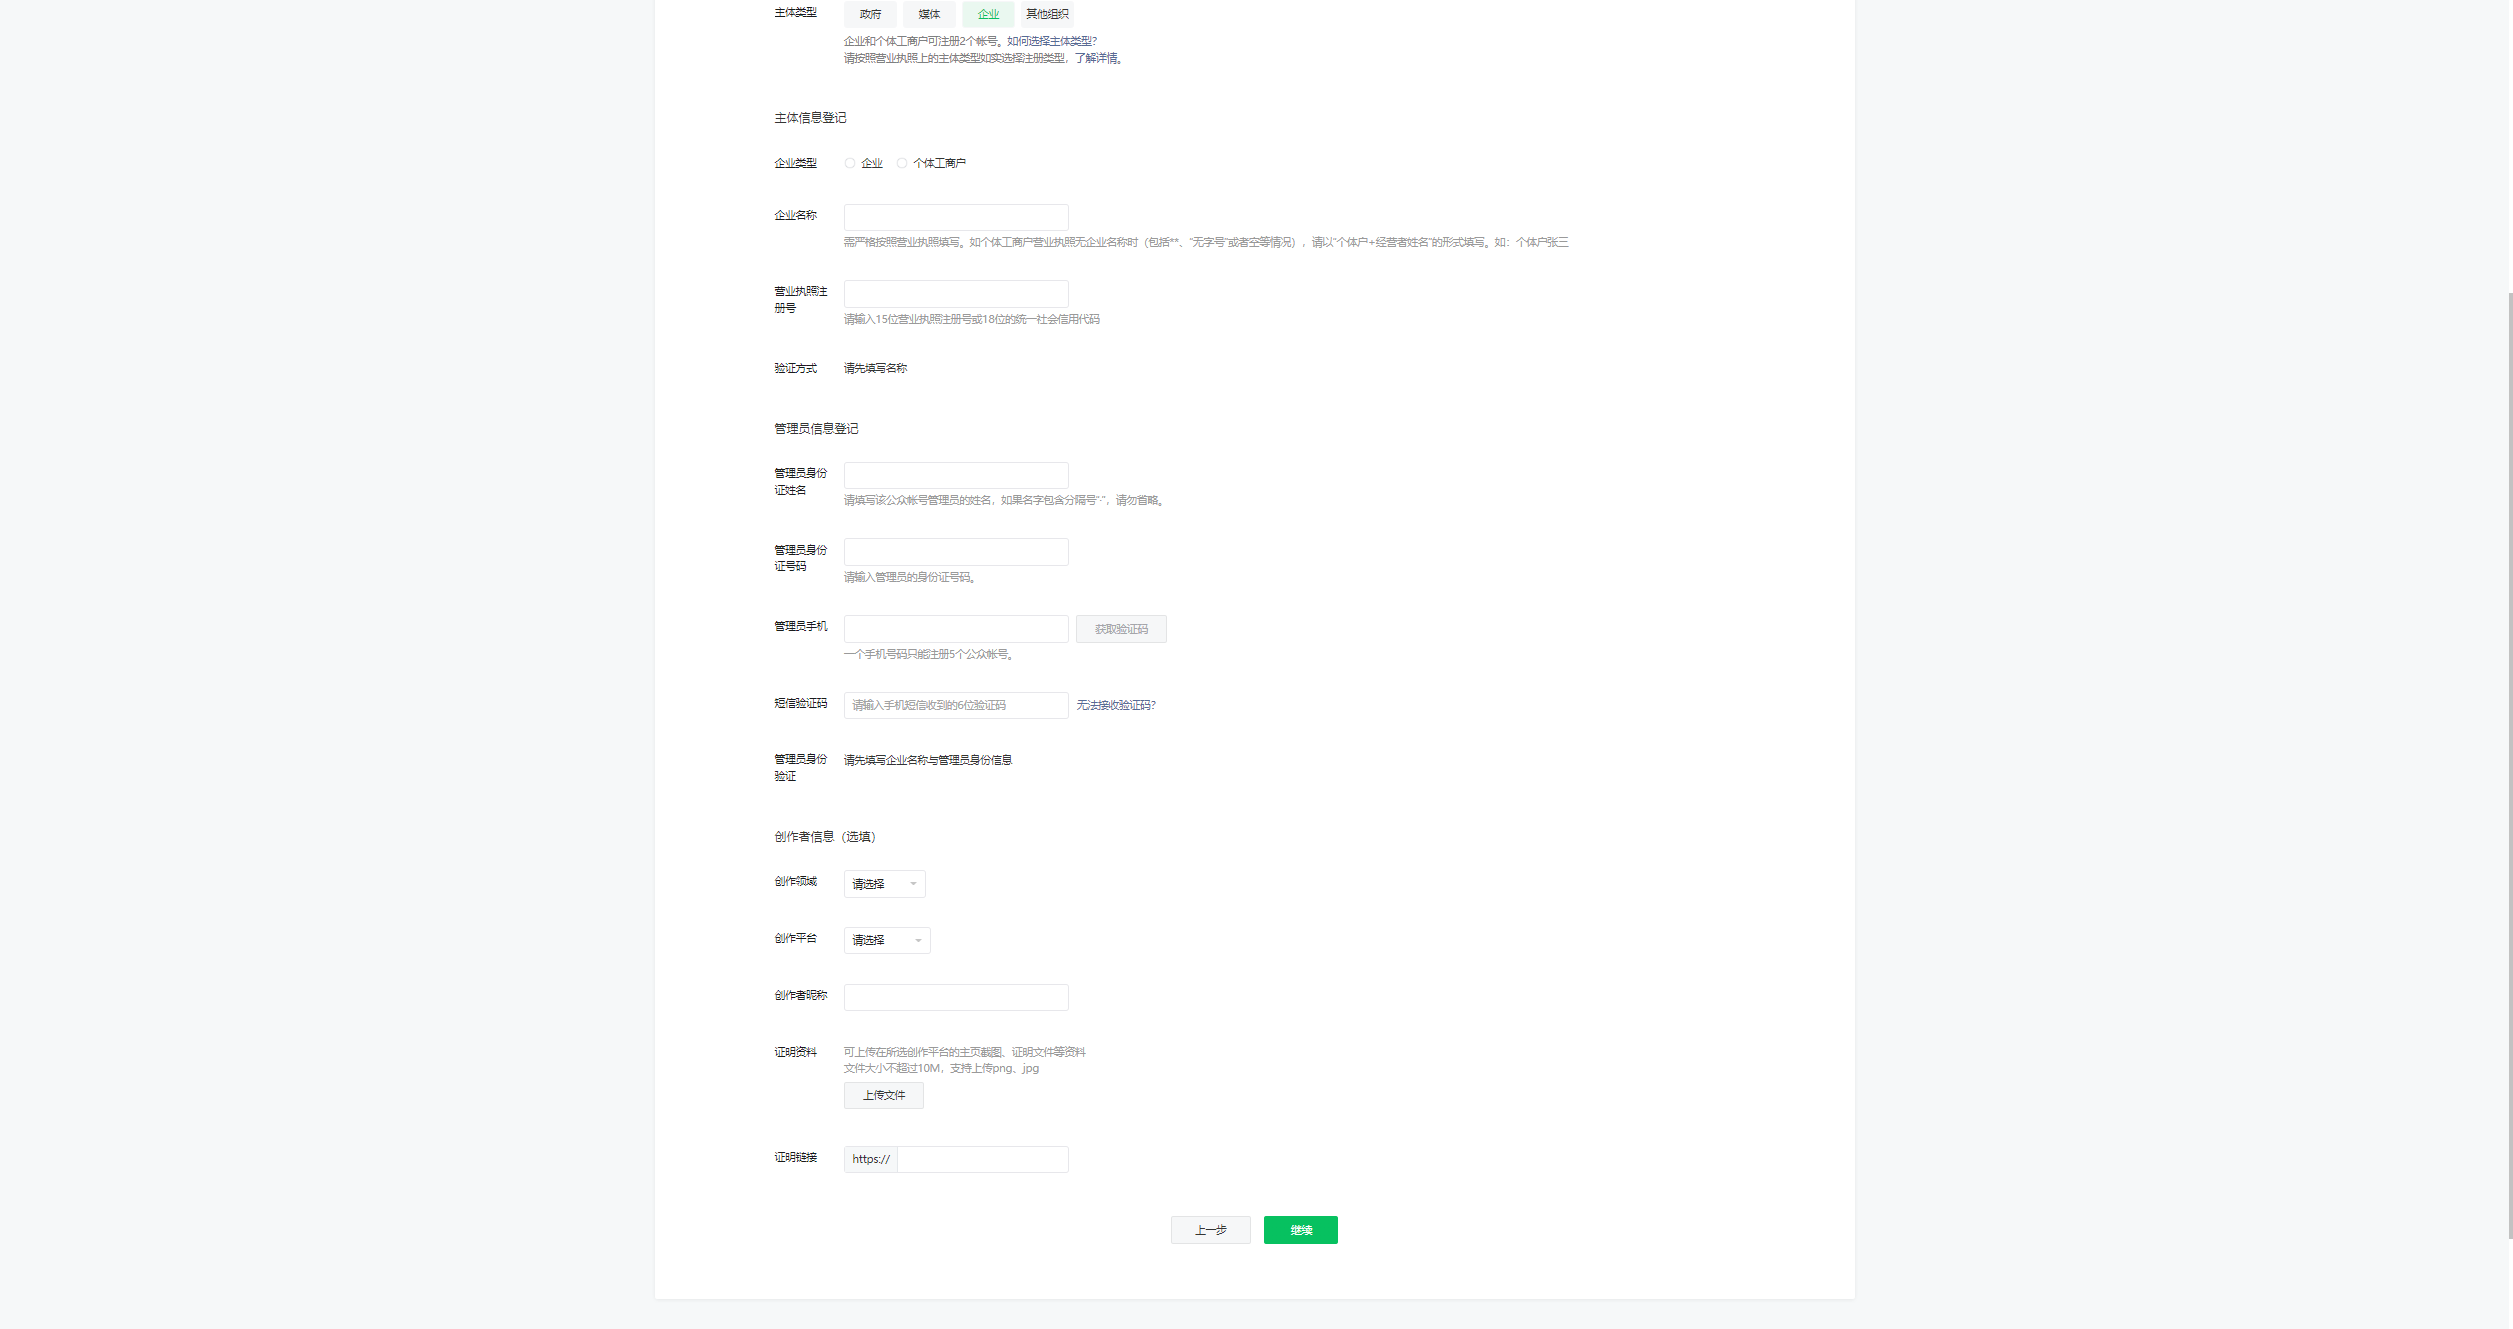 主体类型 政府 媒体 企业 其他组织
企业和个体工商户可注册2个帐号。如何选择主体类型?
请按照营业执照上的主体类型如实选择注册类型，了解详情。
主体信息登记
企业类型 企业 个体工商户
企业名称
需严格按照营业执照填写。如个体工商户营业执照无企业名称时（包括**、"无字号"或者空等情况），请以"个体户+经营者姓名"的形式填写。如：个体户张三
营业执照注
册号
请输入15位营业执照注册号或18位的统一社会信用代码
验证方式 请先填写名称
管理员信息登记
管理员身份
证姓名
请填写该公众帐号管理员的姓名，如果名字包含分隔号"·"，请勿省略。
管理员身份
证号码
请输入管理员的身份证号码。
管理员手机 获取验证码
一个手机号码只能注册5个公众帐号。
短信验证码 请输入手机短信收到的6位验证码 无法接收验证码?
管理员身份
验证
请先填写企业名称与管理员身份信息
创作者信息（选填）
创作领域 请选择
创作平台 请选择
创作者昵称
证明资料 可上传在所选创作平台的主页截图、证明文件等资料
文件大小不超过10M，支持上传png、jpg
上传文件
证明链接 https://
上一步 继续